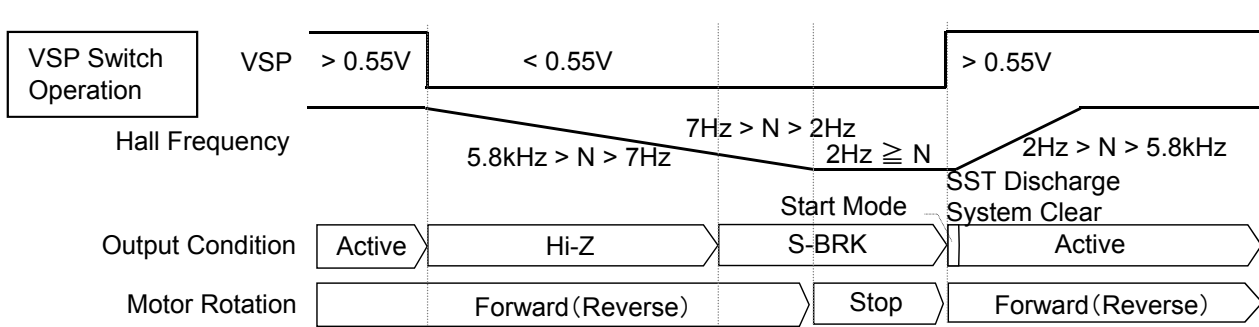 VSP Switch
Operation
VSP
> 0.55V
< 0.55V
> 0.55V
Hall Frequency
5.8kHz > N > 7Hz
7Hz > N > 2Hz
2Hz ≧ N
2Hz > N > 5.8kHz
SST Discharge
System Clear
Start Mode
Output Condition
Active
Hi-Z
S-BRK
Active
Motor Rotation
Forward(Reverse)
Stop
Forward(Reverse)